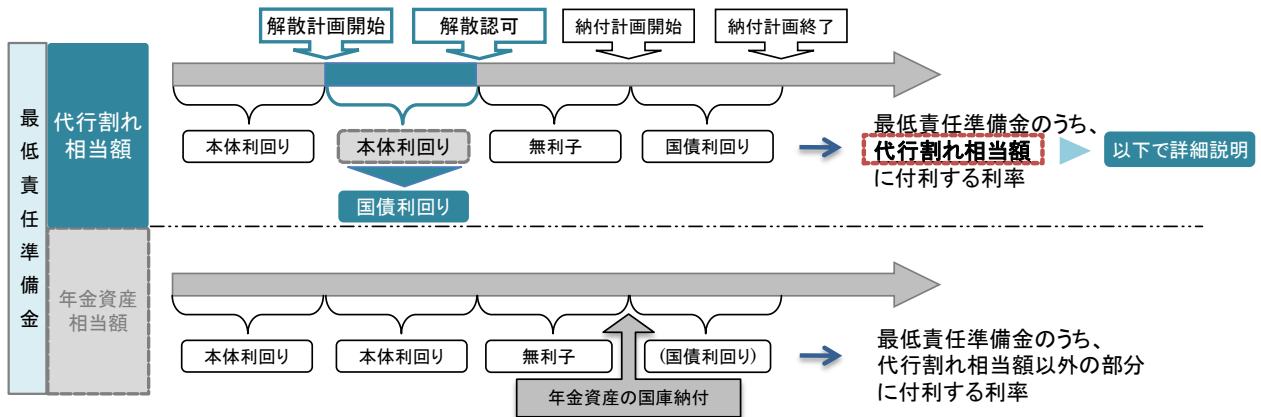 最低責任準備金
代行割れ
相当額
解散計画開始
解散認可
納付計画開始
納付計画終了
本体利回り
本体利回り
無利子
国債利回り
国債利回り
最低責任準備金のうち、
代行割れ相当額
に付利する利率
以下で詳細説明
年金資産
相当額
本体利回り
本体利回り
無利子
(国債利回り)
年金資産の国庫納付
最低責任準備金のうち、
代行割れ相当額以外の部分
に付利する利率